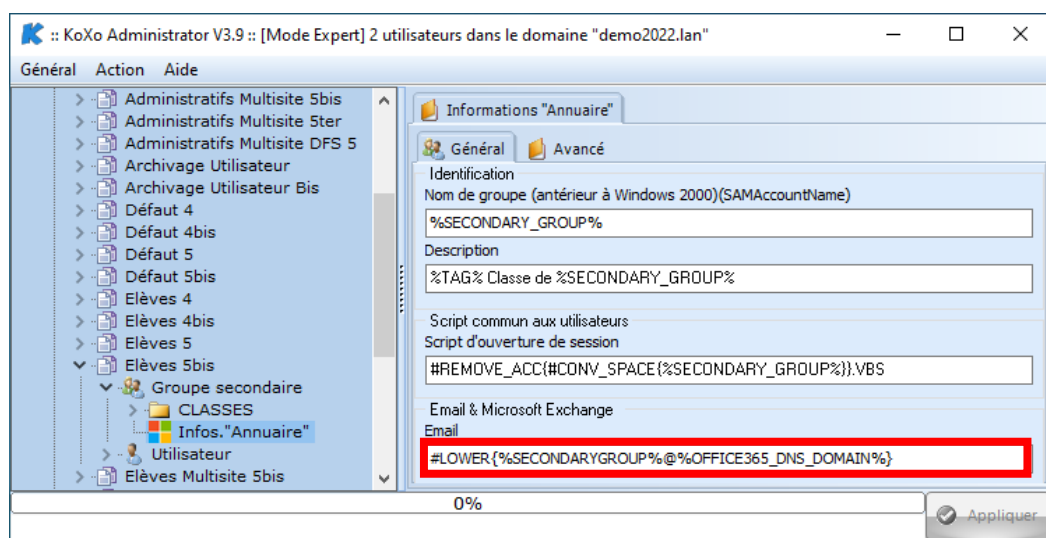 :: KoXo Administrator V3.9 :: [Mode Expert] 2 utilisateurs dans le domaine "demo2022.lan"
Général Action Aide
Administratifs Multisite 5bis
Administratifs Multisite 5ter
Administratifs Multisite DFS 5
Archivage Utilisateur
Archivage Utilisateur Bis
Défaut 4
Défaut 4bis
Défaut 5
Défaut 5bis
Elèves 4
Elèves 4bis
Elèves 5
Elèves 5bis
Groupe secondaire
CLASSES
Infos."Annuaire"
Utilisateur
Elèves Multisite 5bis
Informations "Annuaire"
Général Avancé
Identification
Nom de groupe (antérieur à Windows 2000)(SAMAccountName)
%SECONDARY_GROUP%
Description
%TAG% Classe de %SECONDARY_GROUP%
Script commun aux utilisateurs
Script d'ouverture de session
#REMOVE_ACC{#CONV_SPACE{%SECONDARY_GROUP%}}.VBS
Email & Microsoft Exchange
Email
#LOWER{%SECONDARYGROUP%@%OFFICE365_DNS_DOMAIN%}
0%
Appliquer